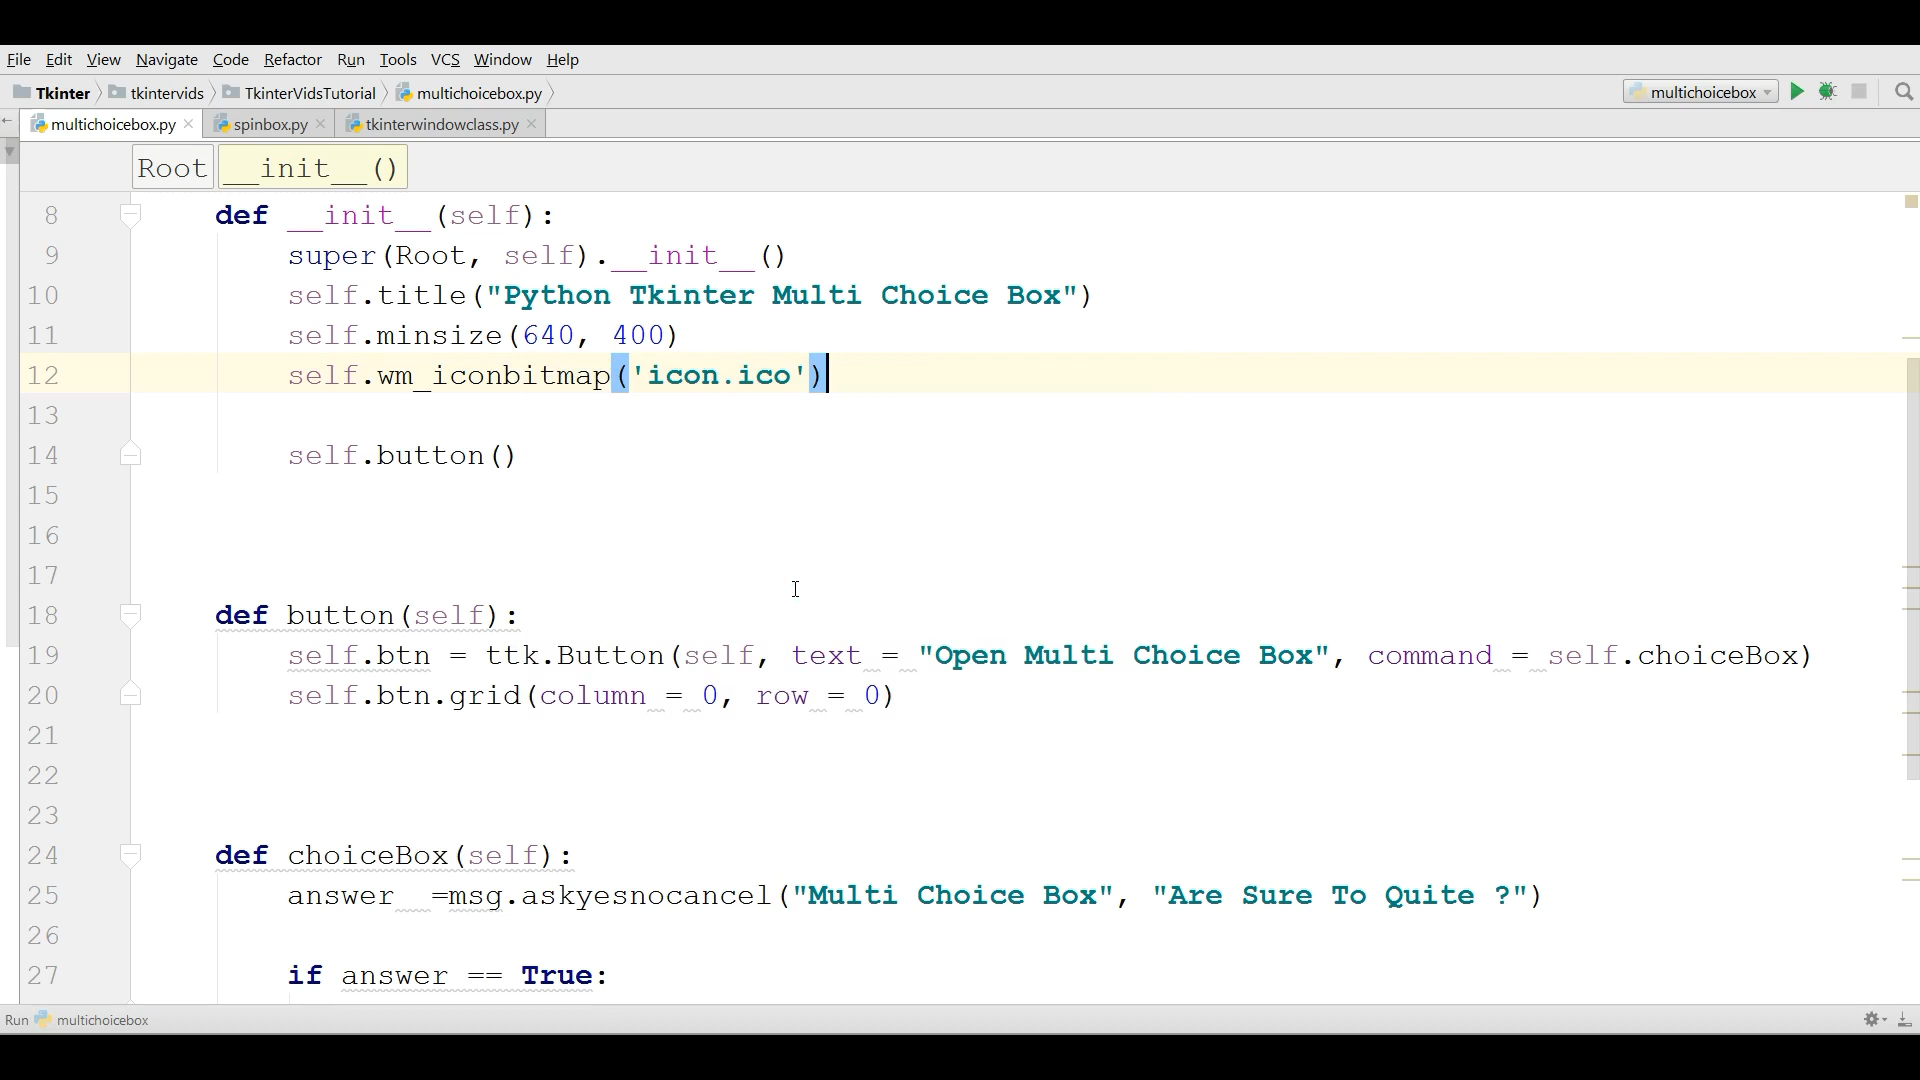 File Edit View Navigate Code Refactor Run Tools VCS Window Help
Tkinter tkintervids TkinterVidsTutorial multichoicebox.py multichoicebox
multichoicebox.py spinbox.py tkinterwindowclass.py
Root __init__()
8 def __init__(self):
9 super(Root, self).__init__()
10 self.title("Python Tkinter Multi Choice Box")
11 self.minsize(640, 400)
12 self.wm_iconbitmap('icon.ico')
13
14 self.button()
15
16
17
18 def button(self):
19 self.btn = ttk.Button(self, text = "Open Multi Choice Box", command = self.choiceBox)
20 self.btn.grid(column = 0, row = 0)
21
22
23
24 def choiceBox(self):
25 answer  =msg.askyesnocancel("Multi Choice Box", "Are Sure To Quite ?")
26
27 if answer == True:
Run multichoicebox